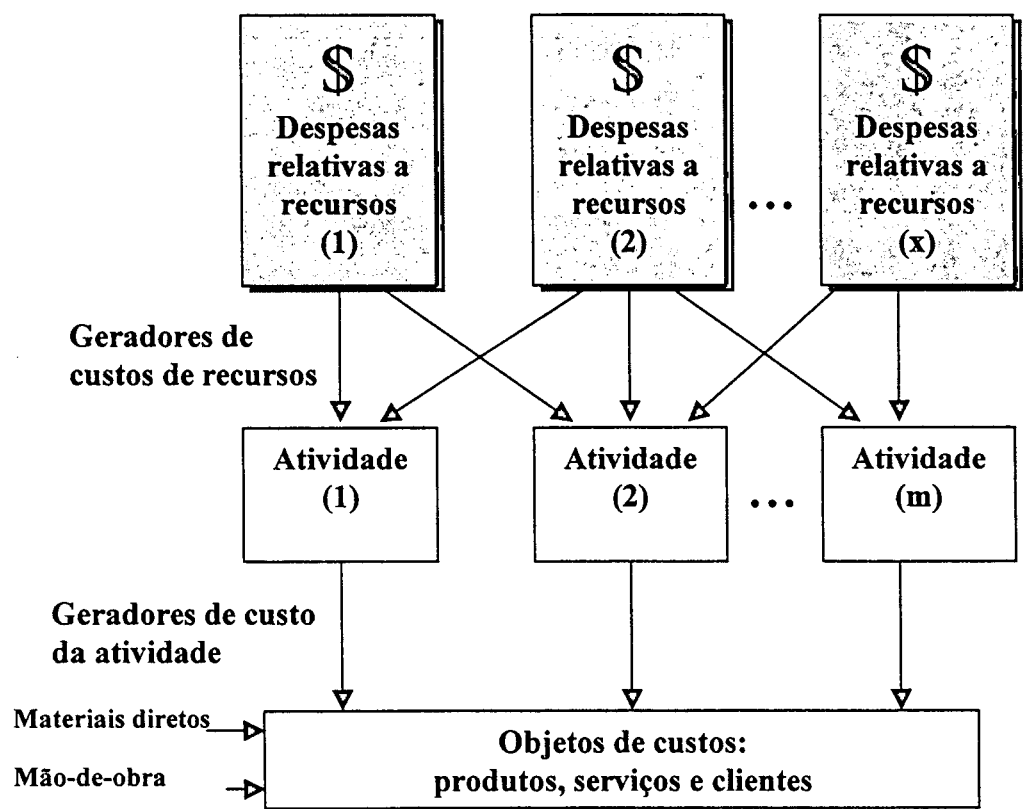 $
Despesas
relativas a
recursos
(1)
$
Despesas
relativas a
recursos
(2)
...
$
Despesas
relativas a
recursos
(x)
Geradores de
custos de recursos
Atividade
(1)
Atividade
(2)
...
Atividade
(m)
Geradores de custo
da atividade
Materiais diretos
Mão-de-obra
Objetos de custos:
produtos, serviços e clientes